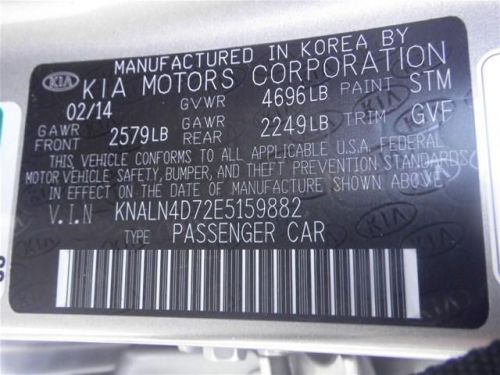 MANUFACTURED IN KOREA BY
KIA KIA MOTORS CORPORATION
02/14 GVWR 4696LB PAINT STM
GAWR FRONT 2579LB GAWR REAR 2249LB TRIM GVF
THIS VEHICLE CONFORMS TO ALL APPLICABLE U.S.A. FEDERAL
MOTOR VEHICLE SAFETY, BUMPER, AND THEFT PREVENTION STANDARDS
IN EFFECT ON THE DATE OF MANUFACTURE SHOWN ABOVE.
V.I.N KNALN4D72E5159882
TYPE PASSENGER CAR